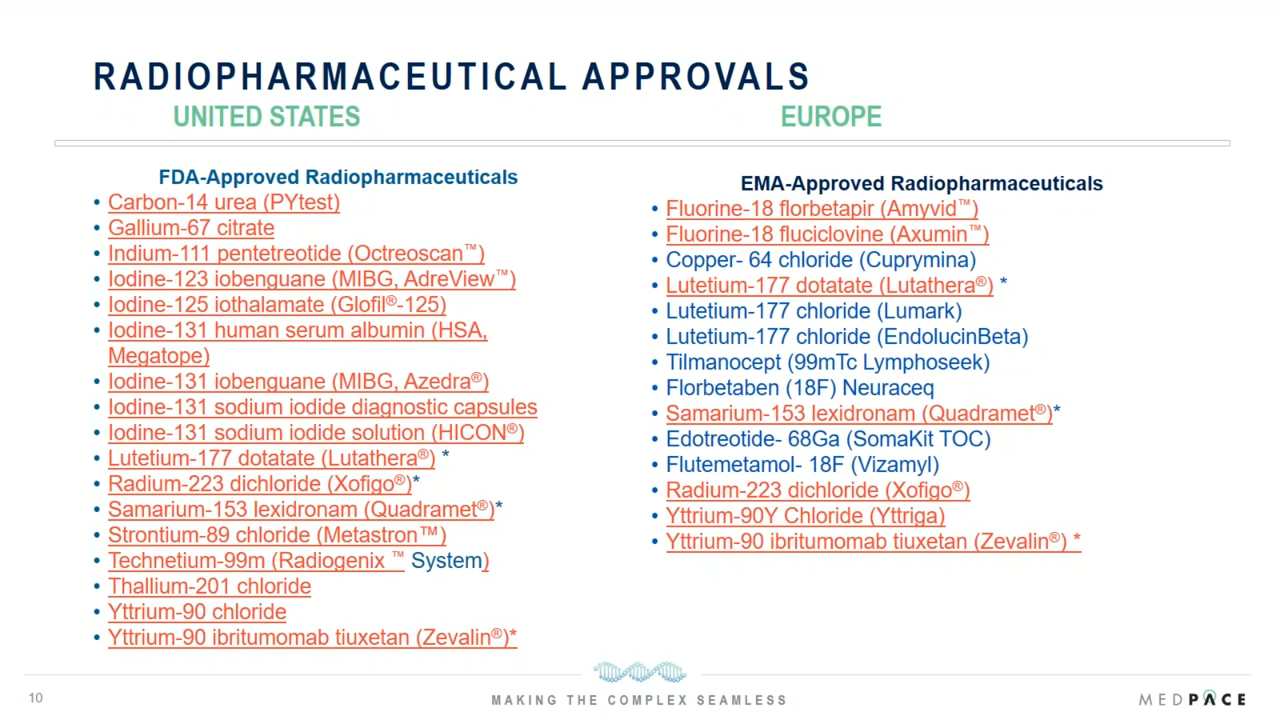 RADIOPHARMACEUTICAL APPROVALS
UNITED STATES
EUROPE
FDA-Approved Radiopharmaceuticals
• Carbon-14 urea (PYtest)
• Gallium-67 citrate
• Indium-111 pentetreotide (Octreoscan™)
• Iodine-123 iobenguane (MIBG, AdreView™)
• Iodine-125 iothalamate (Glofil®-125)
• Iodine-131 human serum albumin (HSA,
Megatope)
• Iodine-131 iobenguane (MIBG, Azedra®)
• Iodine-131 sodium iodide diagnostic capsules
• Iodine-131 sodium iodide solution (HICON®)
• Lutetium-177 dotatate (Lutathera®) *
• Radium-223 dichloride (Xofigo®)*
• Samarium-153 lexidronam (Quadramet®)*
• Strontium-89 chloride (Metastron™)
• Technetium-99m (Radiogenix ™ System)
• Thallium-201 chloride
• Yttrium-90 chloride
• Yttrium-90 ibritumomab tiuxetan (Zevalin®)*
EMA-Approved Radiopharmaceuticals
• Fluorine-18 florbetapir (Amyvid™)
• Fluorine-18 fluciclovine (Axumin™)
• Copper- 64 chloride (Cuprymina)
• Lutetium-177 dotatate (Lutathera®) *
• Lutetium-177 chloride (Lumark)
• Lutetium-177 chloride (EndolucinBeta)
• Tilmanocept (99mTc Lymphoseek)
• Florbetaben (18F) Neuraceq
• Samarium-153 lexidronam (Quadramet®)*
• Edotreotide- 68Ga (SomaKit TOC)
• Flutemetamol- 18F (Vizamyl)
• Radium-223 dichloride (Xofigo®)
• Yttrium-90Y Chloride (Yttriga)
• Yttrium-90 ibritumomab tiuxetan (Zevalin®) *
10
MAKING THE COMPLEX SEAMLESS
MEDPACE